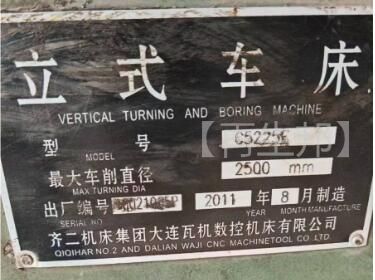 立式车床
VERTICAL TURNING AND BORING MACHINE
型 号 C5225E
MODEL
最大车削直径 2500 mm
MAX TURNING DIA
出厂编号 2011 年 8 月制造
SERIAL NO YEAR MONTH MANUFACTURE
齐二机床集团大连瓦机数控机床有限公司
QIQIHAR NO.2 AND DALIAN WAJI CNC MACHINETOOL CO LTD.